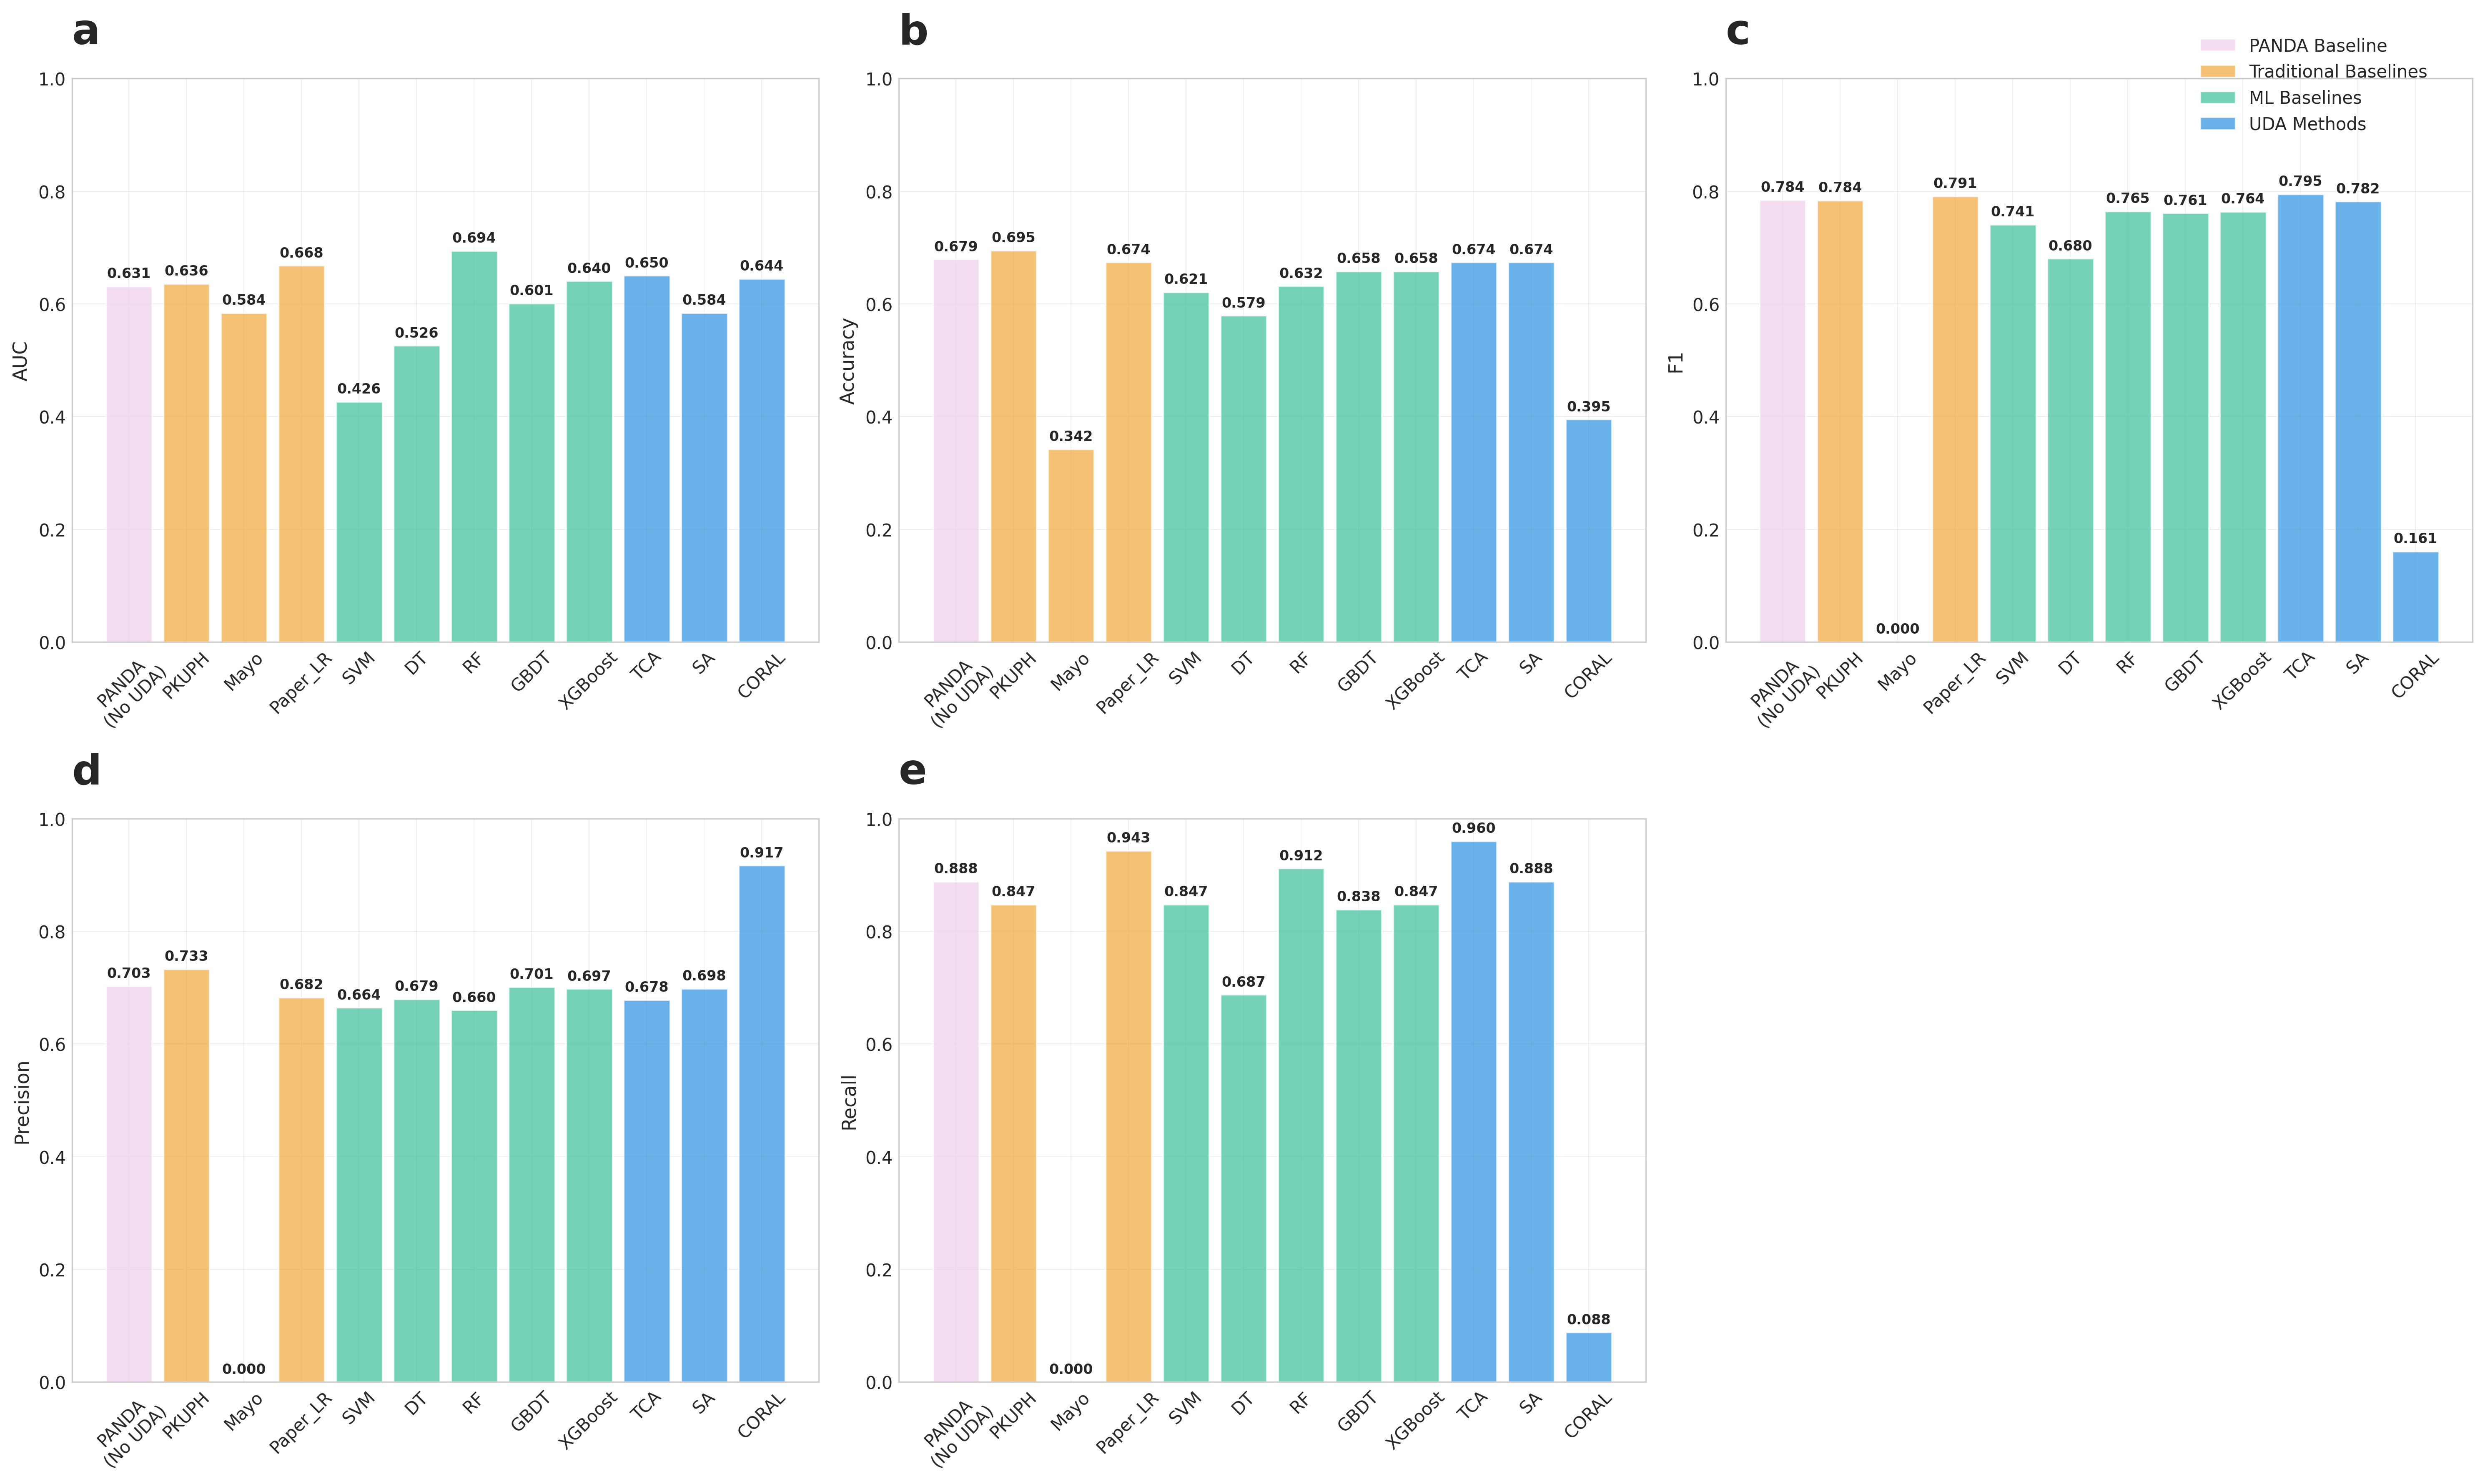 a
1.0
0.8
0.6
0.4
0.2
0.0
AUC
0.631
0.636
0.584
0.668
0.426
0.526
0.694
0.601
0.640
0.650
0.584
0.644
PANDA
(No UDA)
PKUPH
Mayo
Paper_LR
SVM
DT
RF
GBDT
XGBoost
TCA
SA
CORAL
b
1.0
0.8
0.6
0.4
0.2
0.0
Accuracy
0.679
0.695
0.342
0.674
0.621
0.579
0.632
0.658
0.658
0.674
0.674
0.395
PANDA
(No UDA)
PKUPH
Mayo
Paper_LR
SVM
DT
RF
GBDT
XGBoost
TCA
SA
CORAL
c
PANDA Baseline
Traditional Baselines
ML Baselines
UDA Methods
1.0
0.8
0.6
0.4
0.2
0.0
F1
0.784
0.784
0.000
0.791
0.741
0.680
0.765
0.761
0.764
0.795
0.782
0.161
PANDA
(No UDA)
PKUPH
Mayo
Paper_LR
SVM
DT
RF
GBDT
XGBoost
TCA
SA
CORAL
d
1.0
0.8
0.6
0.4
0.2
0.0
Precision
0.703
0.733
0.000
0.682
0.664
0.679
0.660
0.701
0.697
0.678
0.698
0.917
PANDA
(No UDA)
PKUPH
Mayo
Paper_LR
SVM
DT
RF
GBDT
XGBoost
TCA
SA
CORAL
e
1.0
0.8
0.6
0.4
0.2
0.0
Recall
0.888
0.847
0.000
0.943
0.847
0.687
0.912
0.838
0.847
0.960
0.888
0.088
PANDA
(No UDA)
PKUPH
Mayo
Paper_LR
SVM
DT
RF
GBDT
XGBoost
TCA
SA
CORAL